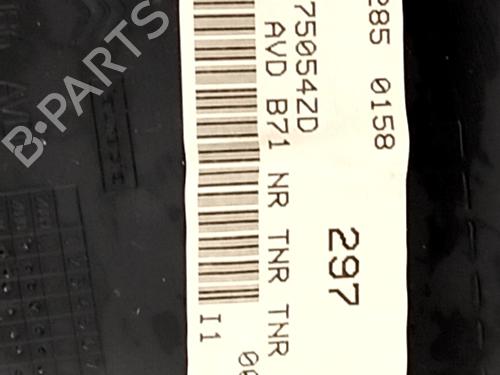 B-PARTS
285 0158
75054ZD
AVD B71 NR TNR TNR
297
I1